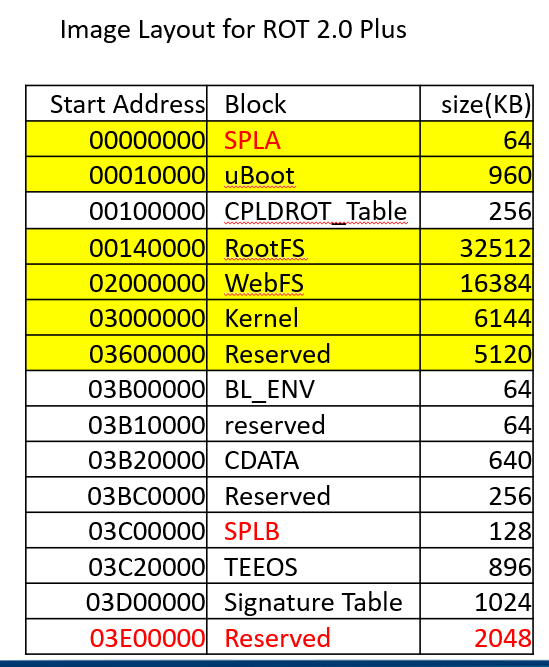 Image Layout for ROT 2.0 Plus
Start Address Block size(KB)
00000000 SPLA 64
00010000 uBoot 960
00100000 CPLDROT_Table 256
00140000 RootFS 32512
02000000 WebFS 16384
03000000 Kernel 6144
03600000 Reserved 5120
03B00000 BL_ENV 64
03B10000 reserved 64
03B20000 CDATA 640
03BC0000 Reserved 256
03C00000 SPLB 128
03C20000 TEEOS 896
03D00000 Signature Table 1024
03E00000 Reserved 2048